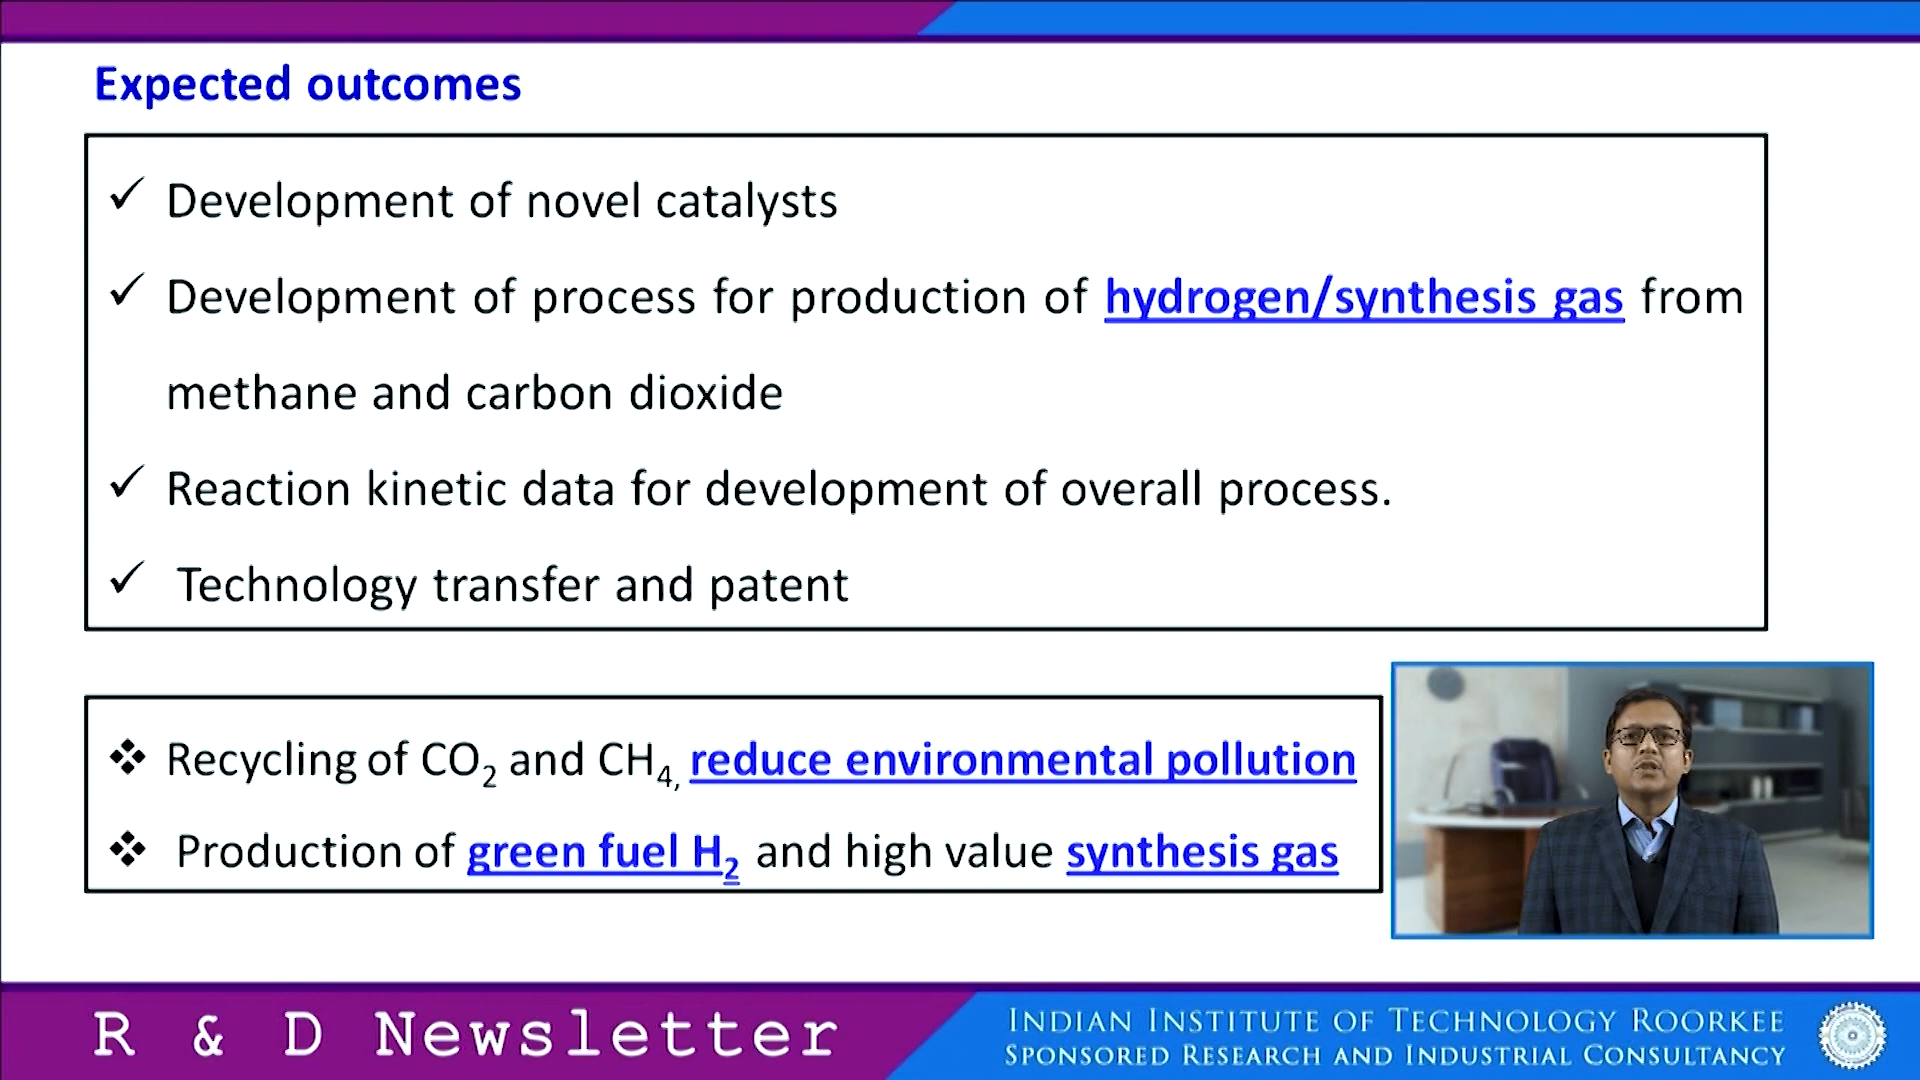 Expected outcomes
✓ Development of novel catalysts
✓ Development of process for production of hydrogen/synthesis gas from
methane and carbon dioxide
✓ Reaction kinetic data for development of overall process.
✓ Technology transfer and patent
❖ Recycling of CO₂ and CH₄, reduce environmental pollution
❖ Production of green fuel H₂ and high value synthesis gas
R & D Newsletter
INDIAN INSTITUTE OF TECHNOLOGY ROORKEE
SPONSORED RESEARCH AND INDUSTRIAL CONSULTANCY